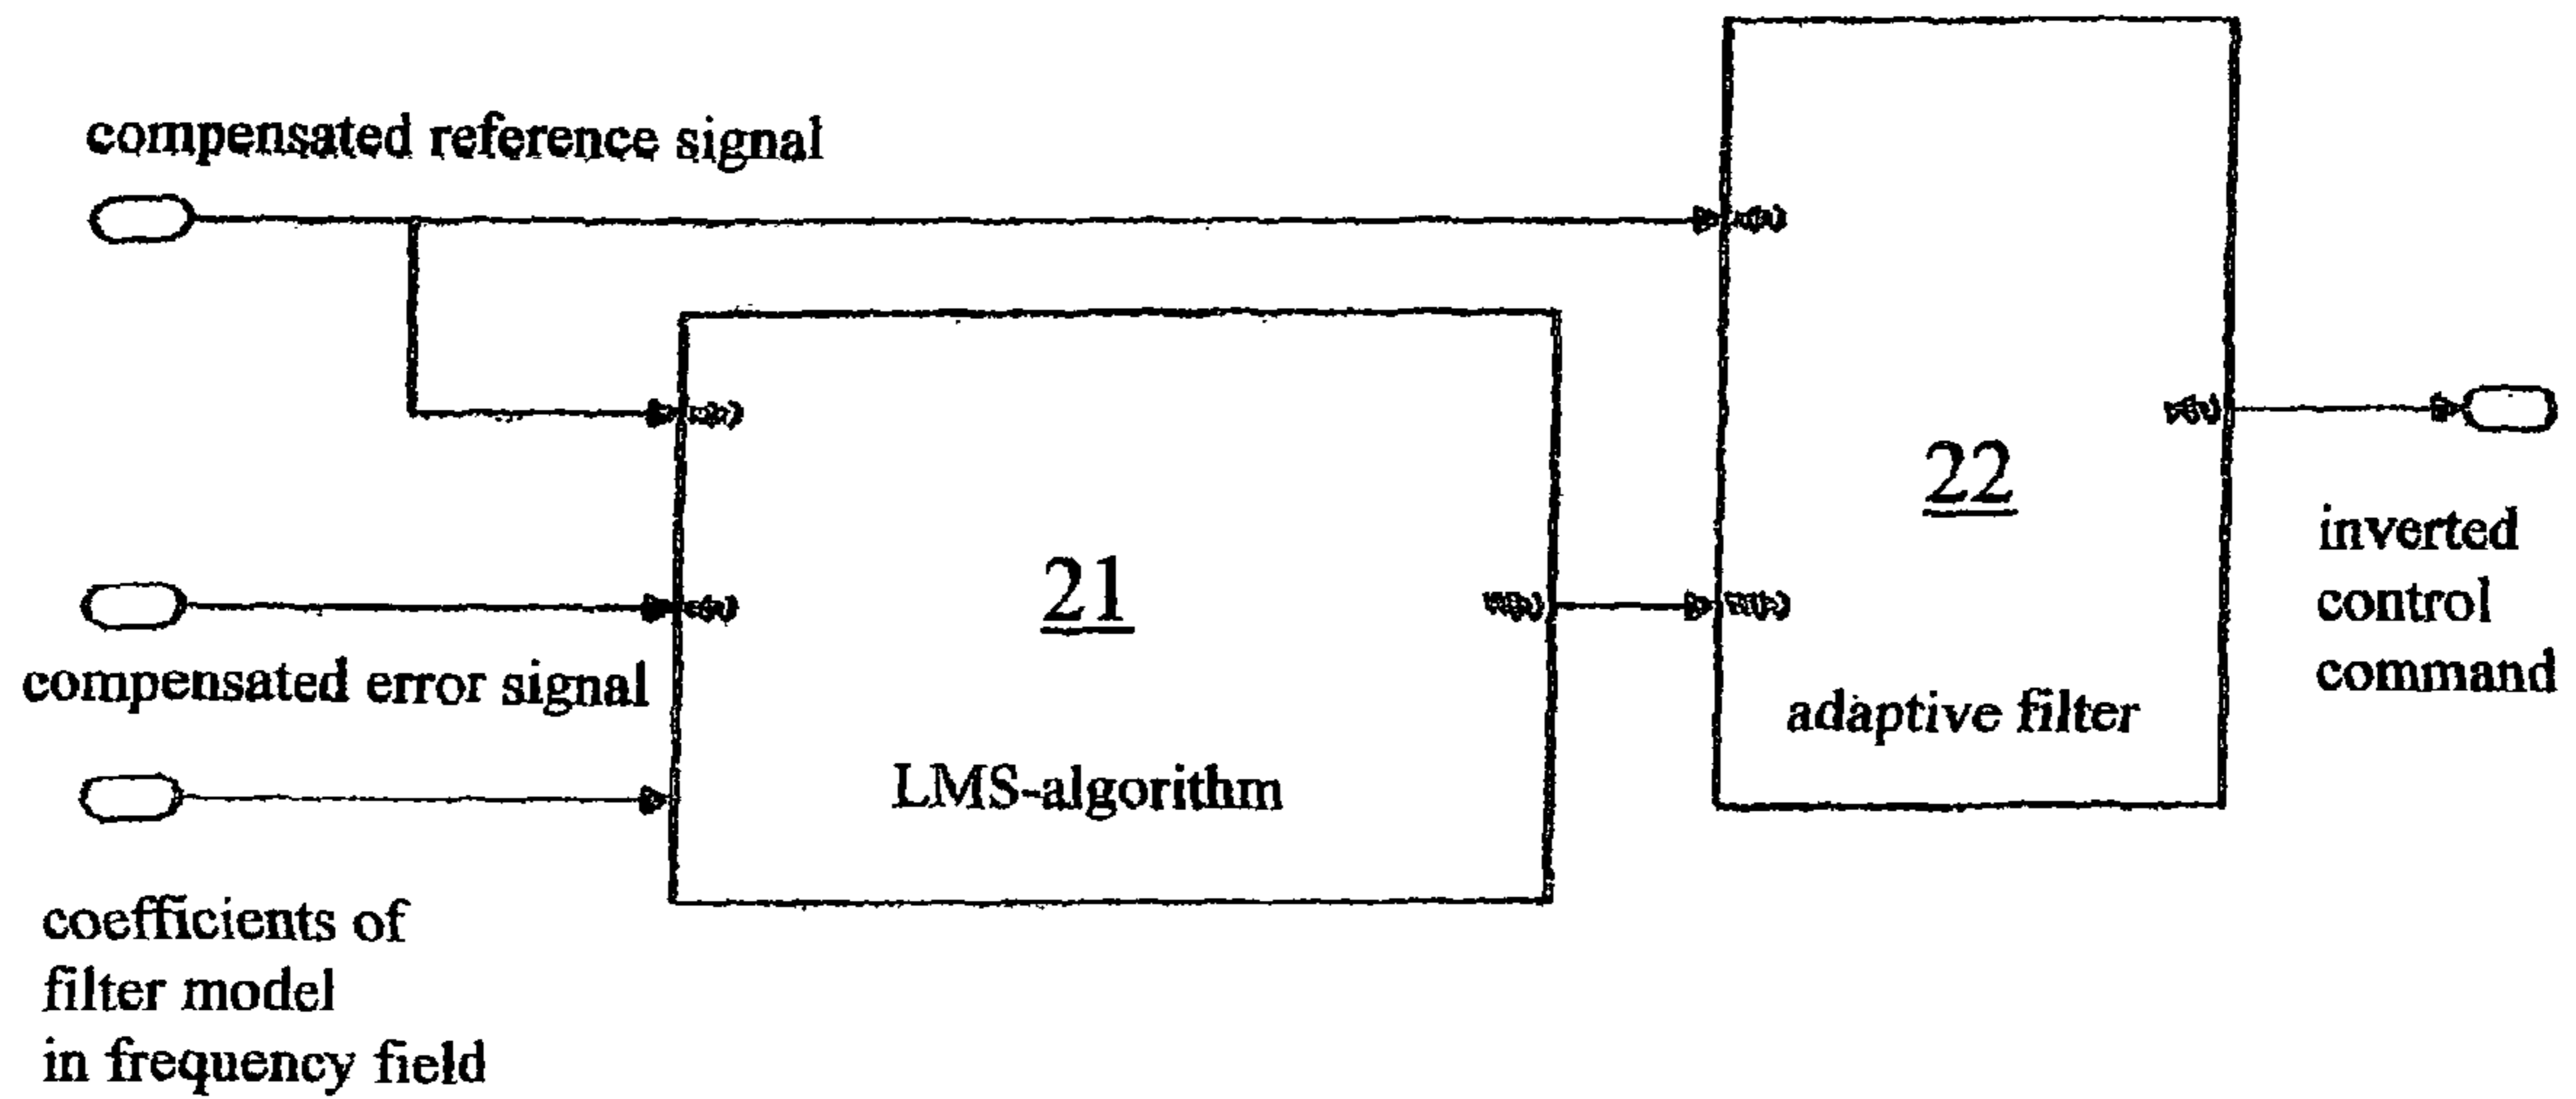 compensated reference signal
22
inverted
control
command
21
compensated error signal
adaptive filter
LMS-algorithm
coefficients of
filter model
in frequency field